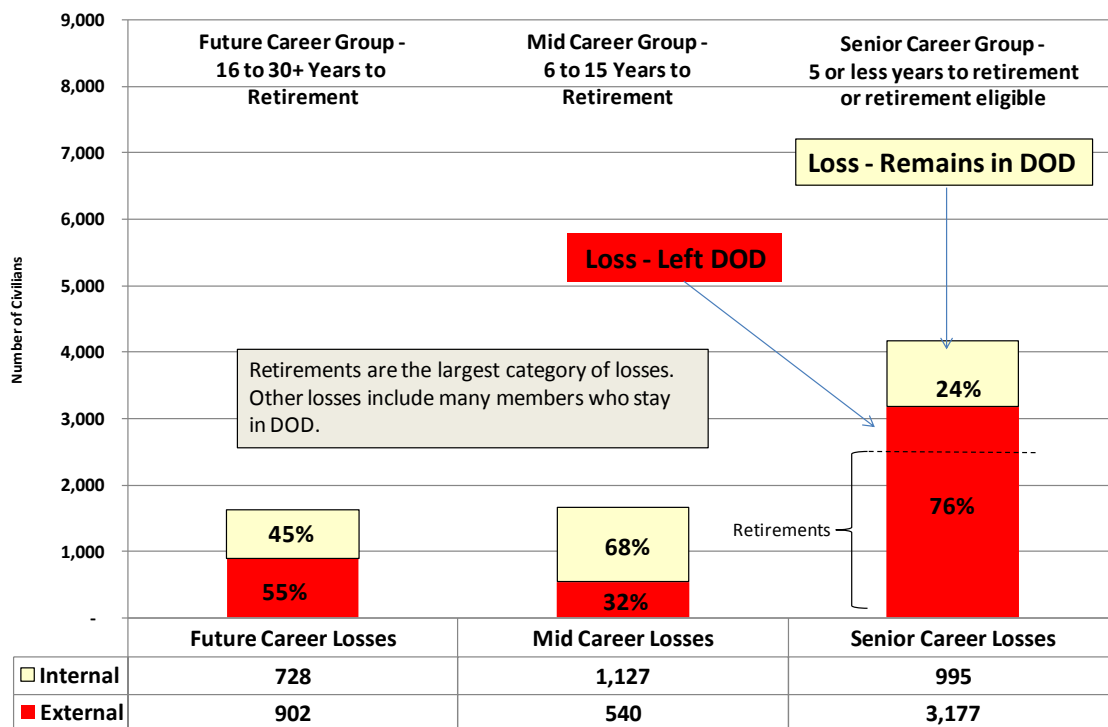 9,000
8,000
7,000
6,000
5,000
4,000
3,000
2,000
1,000
-
Number of Civilians
Future Career Group -
16 to 30+ Years to
Retirement
Mid Career Group -
6 to 15 Years to
Retirement
Senior Career Group -
5 or less years to retirement
or retirement eligible
Loss - Remains in DOD
Loss - Left DOD
Retirements are the largest category of losses.
Other losses include many members who stay
in DOD.
45%
55%
68%
32%
24%
76%
Retirements
Future Career Losses Mid Career Losses Senior Career Losses
Internal 728 1,127 995
External 902 540 3,177